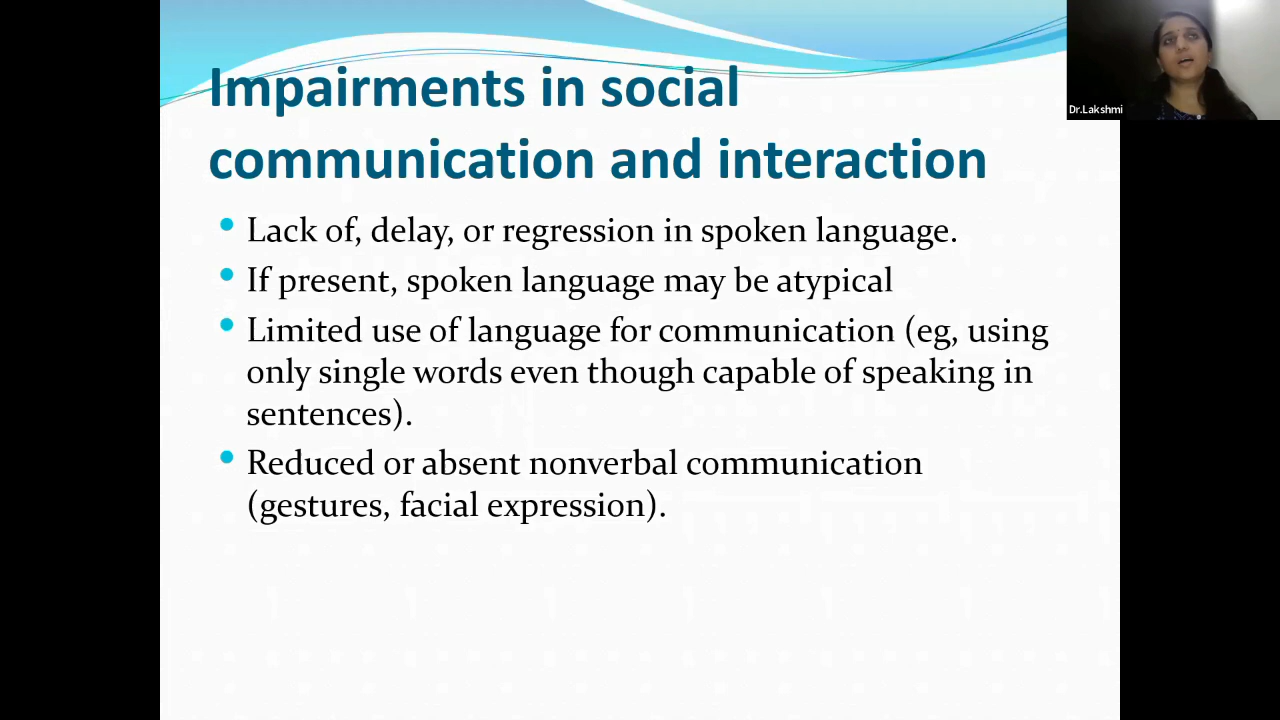 Impairments in social
communication and interaction
Dr.Lakshmi
Lack of, delay, or regression in spoken language.
If present, spoken language may be atypical
Limited use of language for communication (eg, using
only single words even though capable of speaking in
sentences).
Reduced or absent nonverbal communication
(gestures, facial expression).